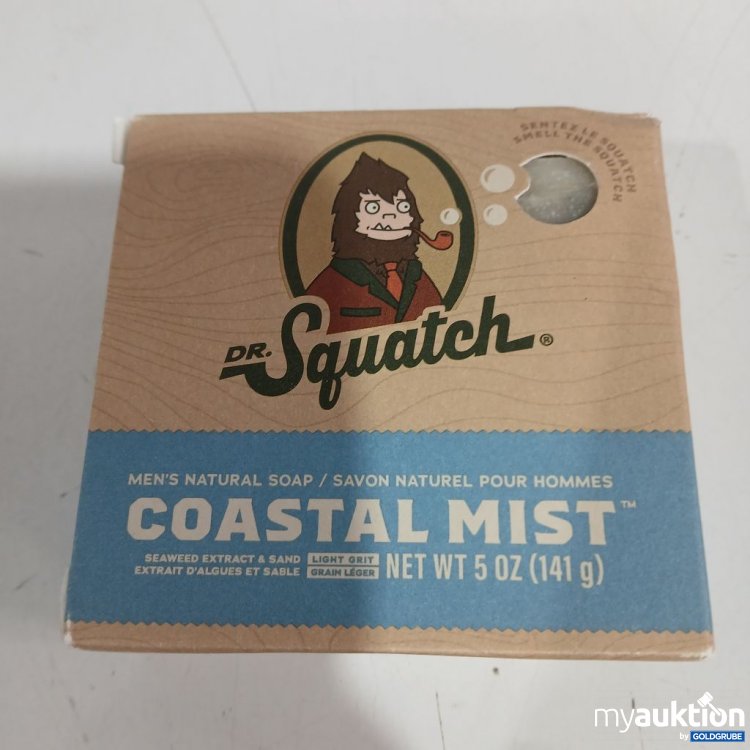 SENTEZ LE SQUATCH
SMELL THE SQUATCH
DR. Squatch®
MEN'S NATURAL SOAP / SAVON NATUREL POUR HOMMES
COASTAL MIST™
SEAWEED EXTRACT & SAND LIGHT GRIT
EXTRAIT D'ALGUES ET SABLE GRAIN LÉGER
NET WT 5 OZ (141 g)
myauktion
by GOLDGRUBE